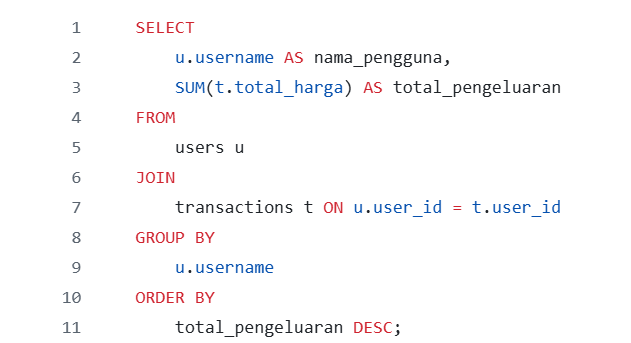 1 SELECT
2 u.username AS nama_pengguna,
3 SUM(t.total_harga) AS total_pengeluaran
4 FROM
5 users u
6 JOIN
7 transactions t ON u.user_id = t.user_id
8 GROUP BY
9 u.username
10 ORDER BY
11 total_pengeluaran DESC;